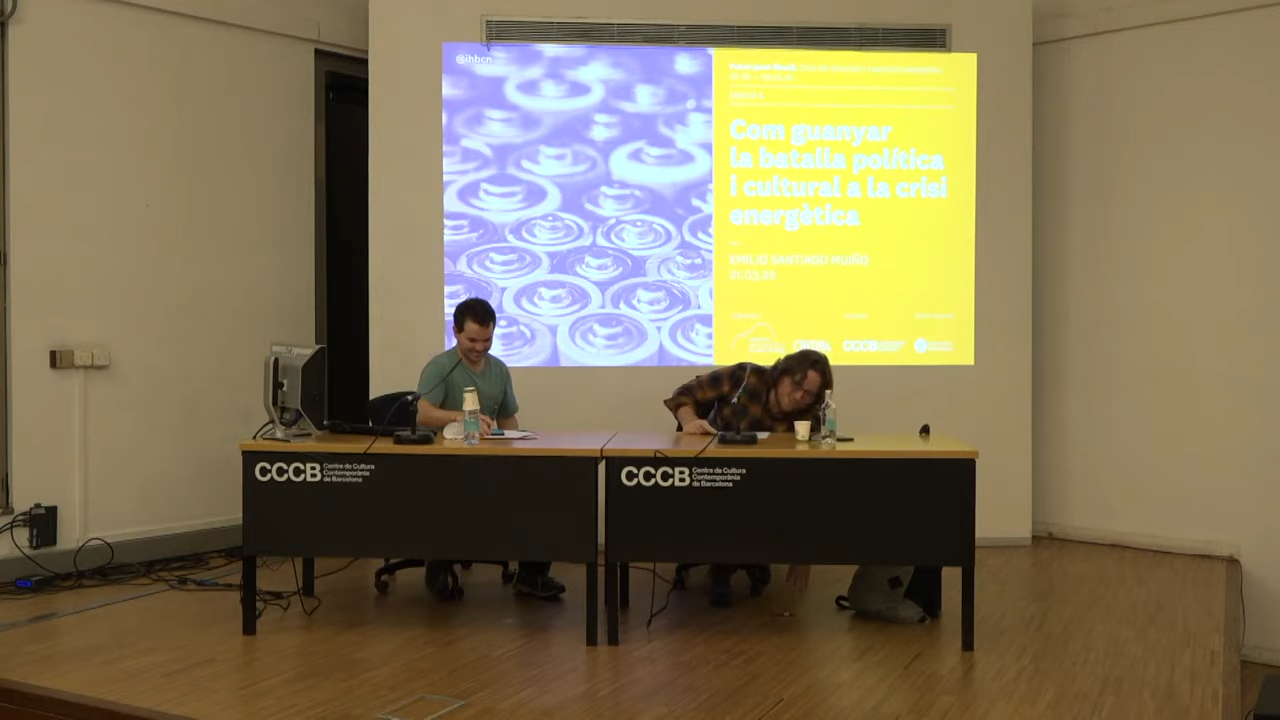 @ihbcn
Com guanyar
la batalla política
i cultural a la crisi
energètica
EMILIO SANTIAGO MUIÑO
CCCB
CCCB
Centre de Cultura
Contemporània
de Barcelona
CCCB
Centre de Cultura
Contemporània
de Barcelona